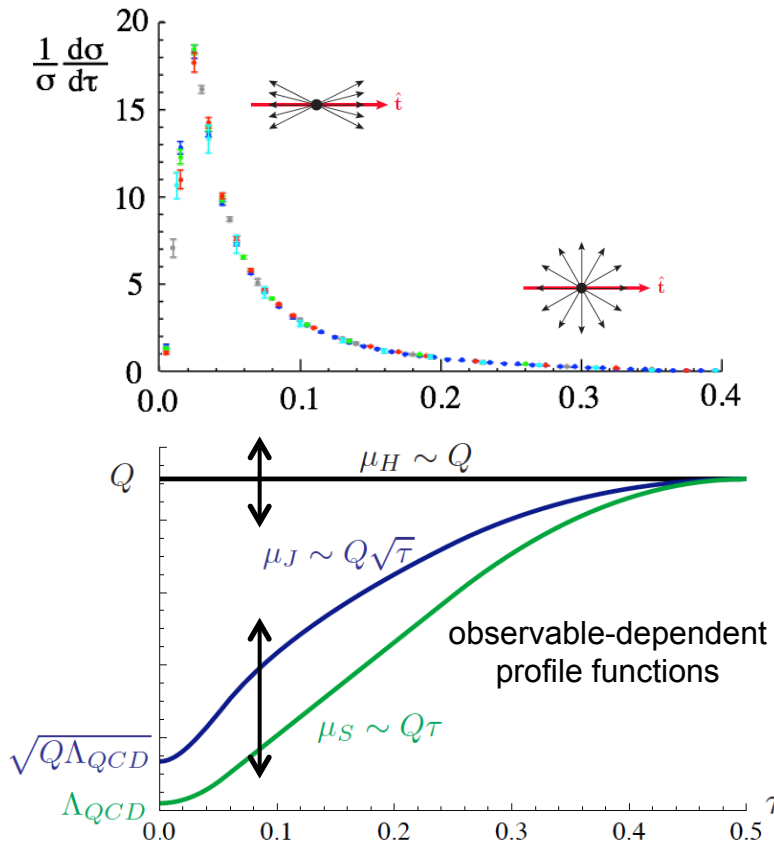 20
1/σ dσ/dτ
15
10
5
0
t̂
t̂
0.0 0.1 0.2 0.3 0.4
Q
μ_H ∼ Q
μ_J ∼ Q√τ
observable-dependent
profile functions
μ_S ∼ Qτ
√(QΛ_QCD)
Λ_QCD
0.0 0.1 0.2 0.3 0.4 0.5 τ